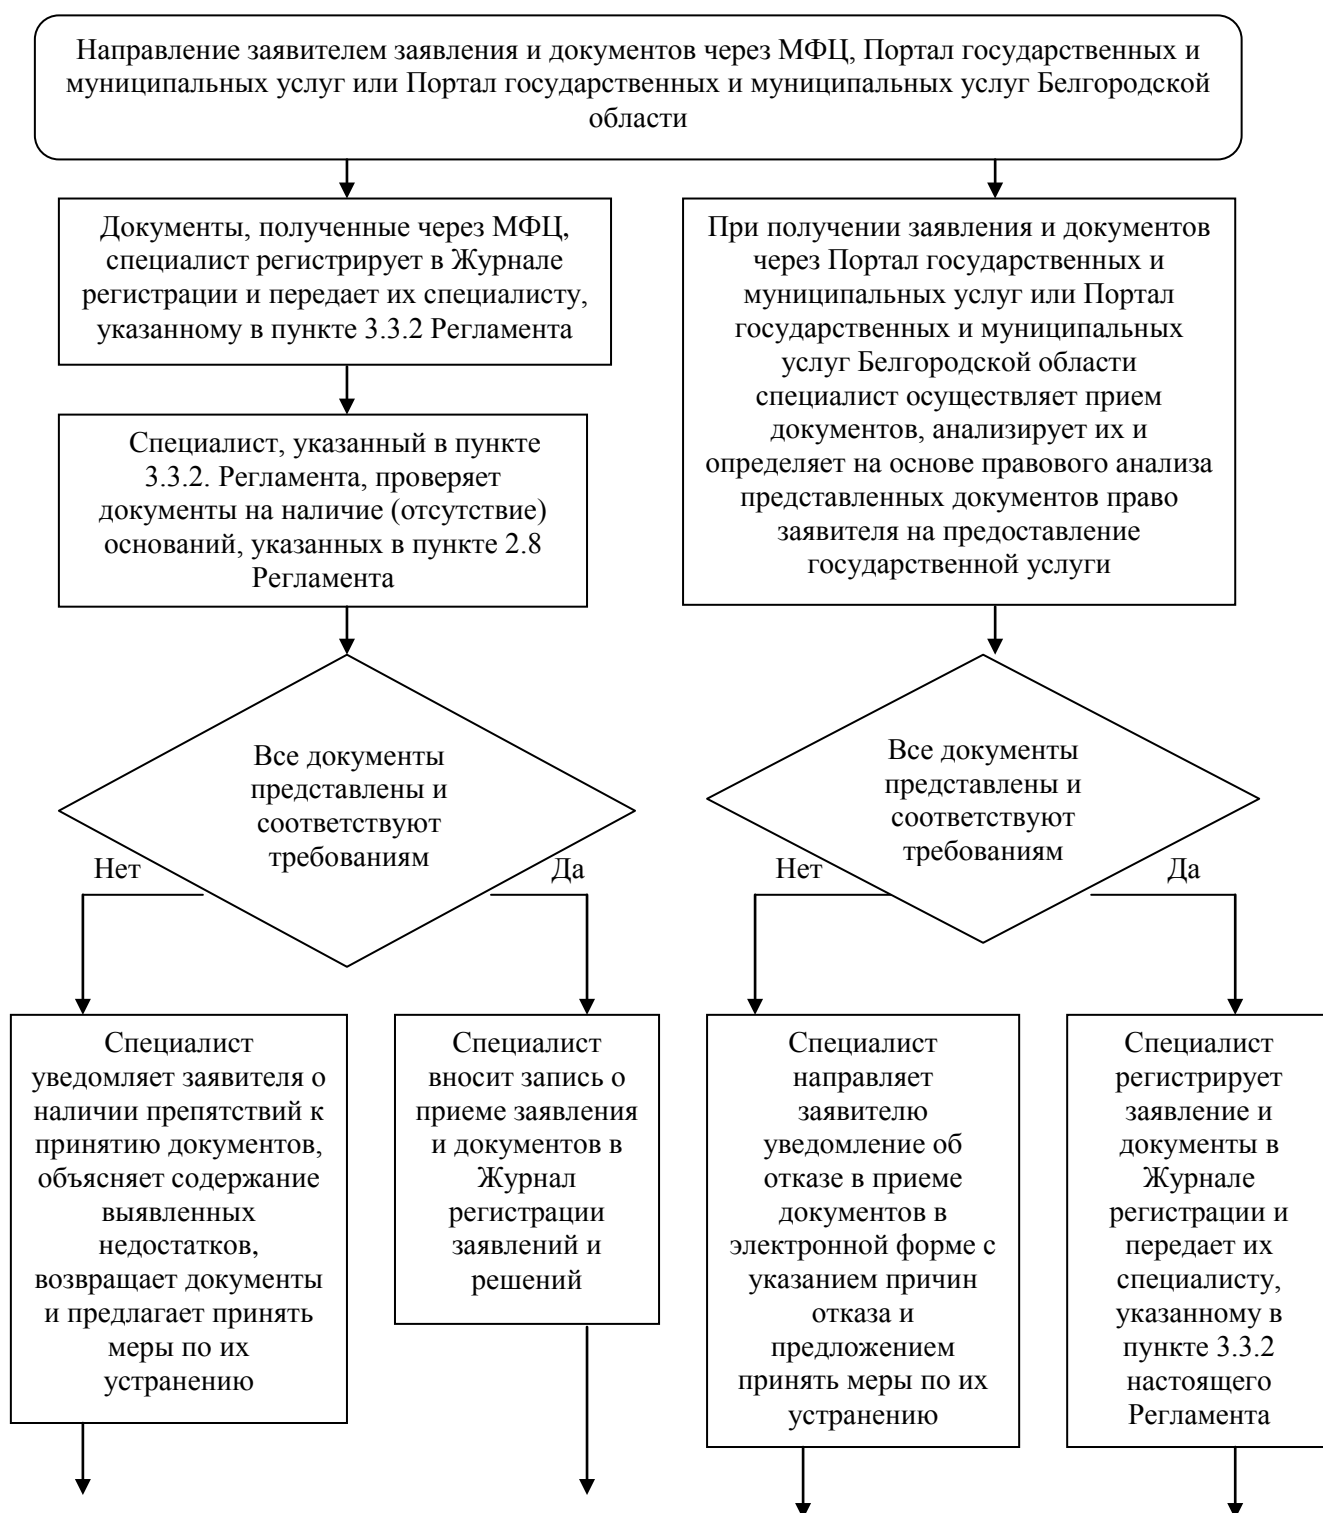 Направление заявителем заявления и документов через МФЦ, Портал государственных и
муниципальных услуг или Портал государственных и муниципальных услуг Белгородской
области
Документы, полученные через МФЦ,
специалист регистрирует в Журнале
регистрации и передает их специалисту,
указанному в пункте 3.3.2 Регламента
Специалист, указанный в пункте
3.3.2. Регламента, проверяет
документы на наличие (отсутствие)
оснований, указанных в пункте 2.8
Регламента
При получении заявления и документов
через Портал государственных и
муниципальных услуг или Портал
государственных и муниципальных
услуг Белгородской области
специалист осуществляет прием
документов, анализирует их и
определяет на основе правового анализа
представленных документов право
заявителя на предоставление
государственной услуги
Все документы
представлены и
соответствуют
требованиям
Нет
Да
Все документы
представлены и
соответствуют
требованиям
Нет
Да
Специалист
уведомляет заявителя о
наличии препятствий к
принятию документов,
объясняет содержание
выявленных
недостатков,
возвращает документы
и предлагает принять
меры по их
устранению
Специалист
вносит запись о
приеме заявления
и документов в
Журнал
регистрации
заявлений и
решений
Специалист
направляет
заявителю
уведомление об
отказе в приеме
документов в
электронной форме с
указанием причин
отказа и
предложением
принять меры по их
устранению
Специалист
регистрирует
заявление и
документы в
Журнале
регистрации и
передает их
специалисту,
указанному в
пункте 3.3.2
настоящего
Регламента